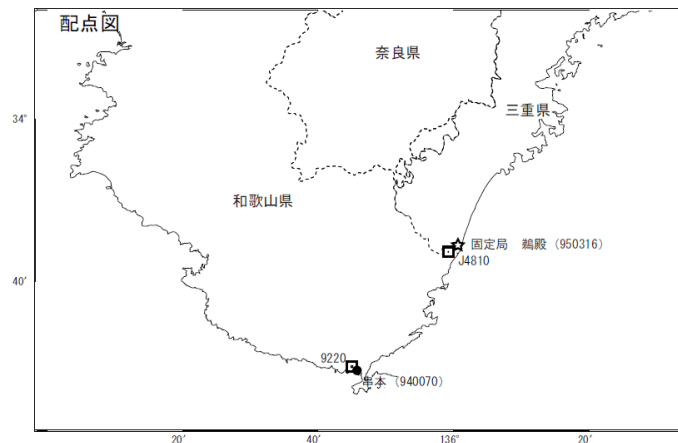 配点図
奈良県
34°
三重県
和歌山県
固定局 鵜殿 (950316)
J4810
40'
9220
串本 (940070)
20' 40' 136° 20'